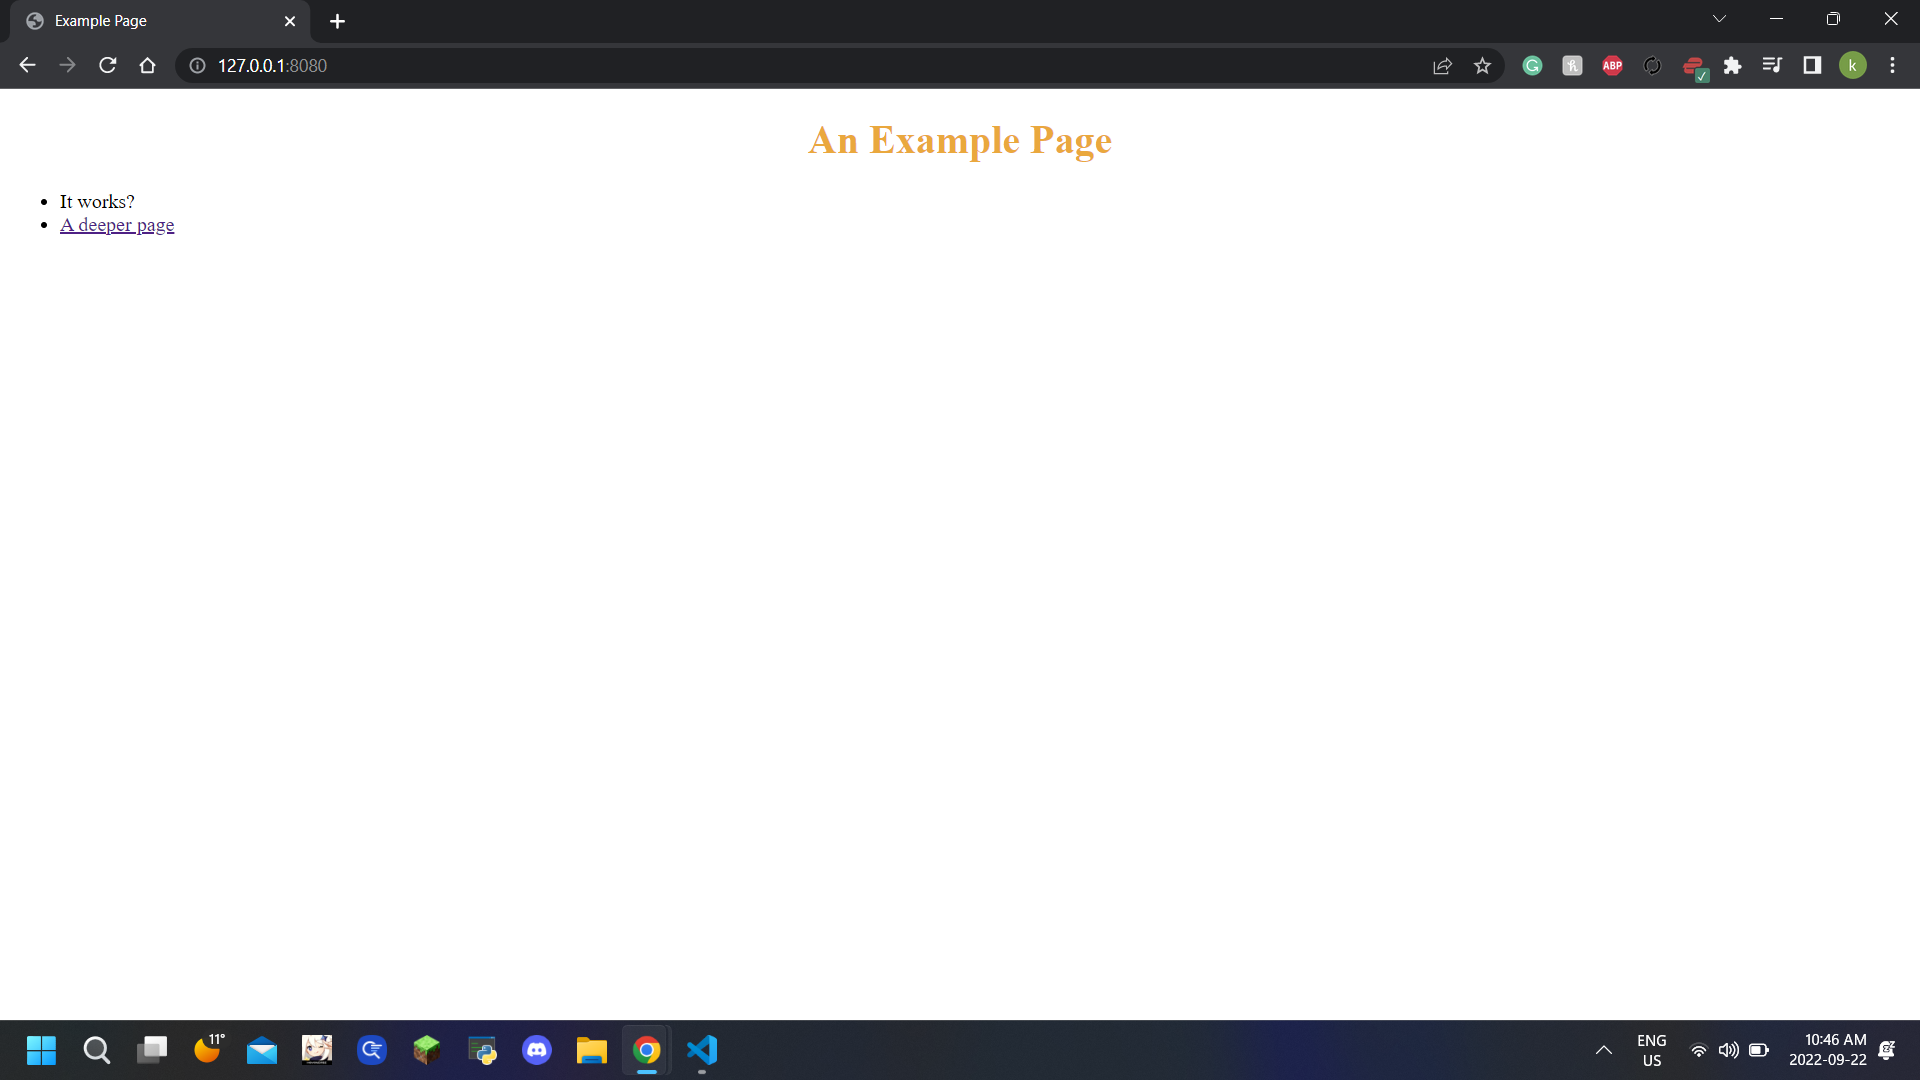 Example Page
127.0.0.1:8080
ABP
k
An Example Page
It works?
A deeper page
11°
ENG
US
10:46 AM
2022-09-22